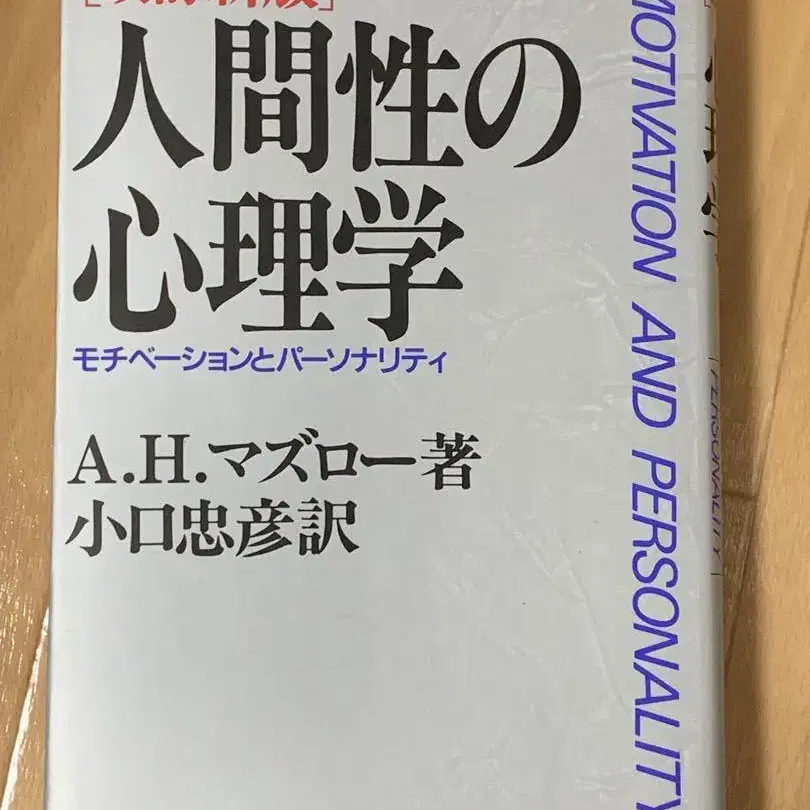 人間性の
心理学
モチベーションとパーソナリティ
A.H.マズロー著
小口忠彦訳
MOTIVATION AND PERSONALITY
PERSONALITY